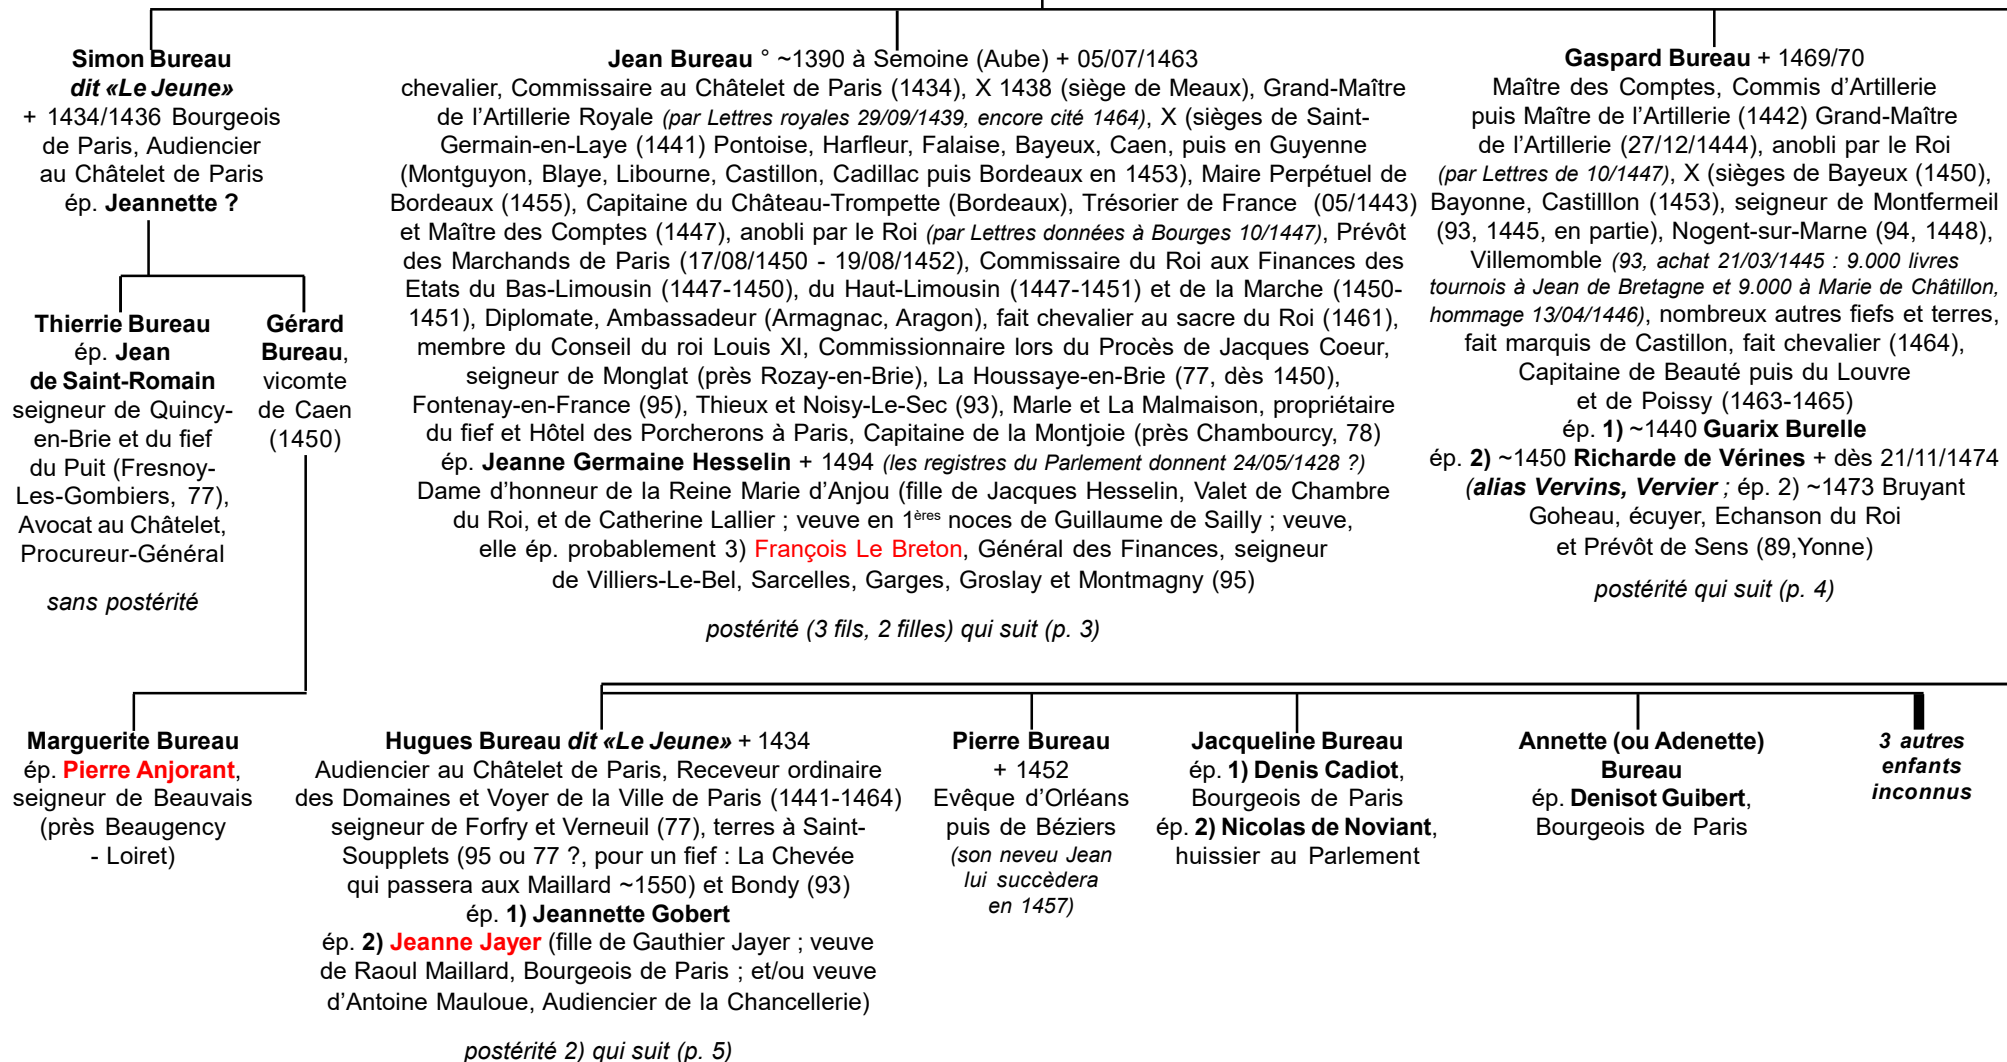 Simon Bureau
dit «Le Jeune»
+ 1434/1436 Bourgeois
de Paris, Audiencier
au Châtelet de Paris
ép. Jeannette ?
Thierrie Bureau
ép. Jean
de Saint-Romain
seigneur de Quincy-
en-Brie et du fief
du Puit (Fresnoy-
Les-Gombiers, 77),
Avocat au Châtelet,
Procureur-Général
sans postérité
Gérard
Bureau,
vicomte
de Caen
(1450)
Jean Bureau ° ~1390 à Semoine (Aube) + 05/07/1463
chevalier, Commissaire au Châtelet de Paris (1434), X 1438 (siège de Meaux), Grand-Maître
de l’Artillerie Royale (par Lettres royales 29/09/1439, encore cité 1464), X (sièges de Saint-
Germain-en-Laye (1441) Pontoise, Harfleur, Falaise, Bayeux, Caen, puis en Guyenne
(Montguyon, Blaye, Libourne, Castillon, Cadillac puis Bordeaux en 1453), Maire Perpétuel de
Bordeaux (1455), Capitaine du Château-Trompette (Bordeaux), Trésorier de France (05/1443)
et Maître des Comptes (1447), anobli par le Roi (par Lettres données à Bourges 10/1447), Prévôt
des Marchands de Paris (17/08/1450 - 19/08/1452), Commissaire du Roi aux Finances des
Etats du Bas-Limousin (1447-1450), du Haut-Limousin (1447-1451) et de la Marche (1450-
1451), Diplomate, Ambassadeur (Armagnac, Aragon), fait chevalier au sacre du Roi (1461),
membre du Conseil du roi Louis XI, Commissionnaire lors du Procès de Jacques Coeur,
seigneur de Monglat (près Rozay-en-Brie), La Houssaye-en-Brie (77, dès 1450),
Fontenay-en-France (95), Thieux et Noisy-Le-Sec (93), Marle et La Malmaison, propriétaire
du fief et Hôtel des Porcherons à Paris, Capitaine de la Montjoie (près Chambourcy, 78)
ép. Jeanne Germaine Hesselin + 1494 (les registres du Parlement donnent 24/05/1428 ?)
Dame d’honneur de la Reine Marie d’Anjou (fille de Jacques Hesselin, Valet de Chambre
du Roi, et de Catherine Lallier ; veuve en 1ères noces de Guillaume de Sailly ; veuve,
elle ép. probablement 3) François Le Breton, Général des Finances, seigneur
de Villiers-Le-Bel, Sarcelles, Garges, Groslay et Montmagny (95)
postérité (3 fils, 2 filles) qui suit (p. 3)
Gaspard Bureau + 1469/70
Maître des Comptes, Commis d’Artillerie
puis Maître de l’Artillerie (1442) Grand-Maître
de l’Artillerie (27/12/1444), anobli par le Roi
(par Lettres de 10/1447), X (sièges de Bayeux (1450),
Bayonne, Castilllon (1453), seigneur de Montfermeil
(93, 1445, en partie), Nogent-sur-Marne (94, 1448),
Villemomble (93, achat 21/03/1445 : 9.000 livres
tournois à Jean de Bretagne et 9.000 à Marie de Châtillon,
hommage 13/04/1446), nombreux autres fiefs et terres,
fait marquis de Castillon, fait chevalier (1464),
Capitaine de Beauté puis du Louvre
et de Poissy (1463-1465)
ép. 1) ~1440 Guarix Burelle
ép. 2) ~1450 Richarde de Vérines + dès 21/11/1474
(alias Vervins, Vervier ; ép. 2) ~1473 Bruyant
Goheau, écuyer, Echanson du Roi
et Prévôt de Sens (89,Yonne)
postérité qui suit (p. 4)
Marguerite Bureau
ép. Pierre Anjorant,
seigneur de Beauvais
(près Beaugency
- Loiret)
Hugues Bureau dit «Le Jeune» + 1434
Audiencier au Châtelet de Paris, Receveur ordinaire
des Domaines et Voyer de la Ville de Paris (1441-1464)
seigneur de Forfry et Verneuil (77), terres à Saint-
Soupplets (95 ou 77 ?, pour un fief : La Chevée
qui passera aux Maillard ~1550) et Bondy (93)
ép. 1) Jeannette Gobert
ép. 2) Jeanne Jayer (fille de Gauthier Jayer ; veuve
de Raoul Maillard, Bourgeois de Paris ; et/ou veuve
d’Antoine Mauloue, Audiencier de la Chancellerie)
postérité 2) qui suit (p. 5)
Pierre Bureau
+ 1452
Evêque d’Orléans
puis de Béziers
(son neveu Jean
lui succèdera
en 1457)
Jacqueline Bureau
ép. 1) Denis Cadiot,
Bourgeois de Paris
ép. 2) Nicolas de Noviant,
huissier au Parlement
Annette (ou Adenette)
Bureau
ép. Denisot Guibert,
Bourgeois de Paris
3 autres
enfants
inconnus